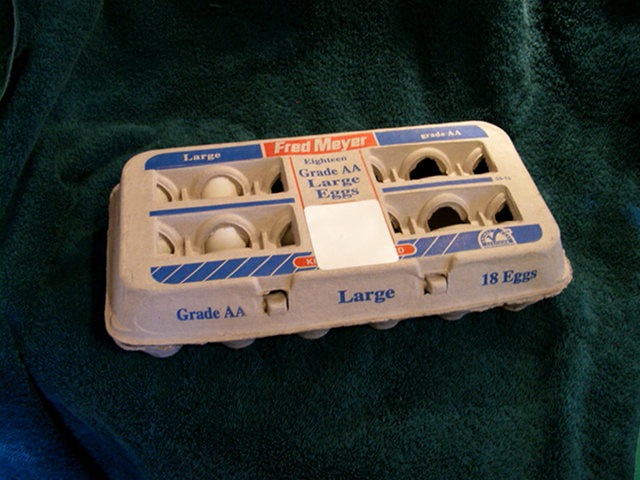 Large
Fred Meyer
grade AA
Eighteen
Grade AA
Large
Eggs
Grade AA
Large
18 Eggs